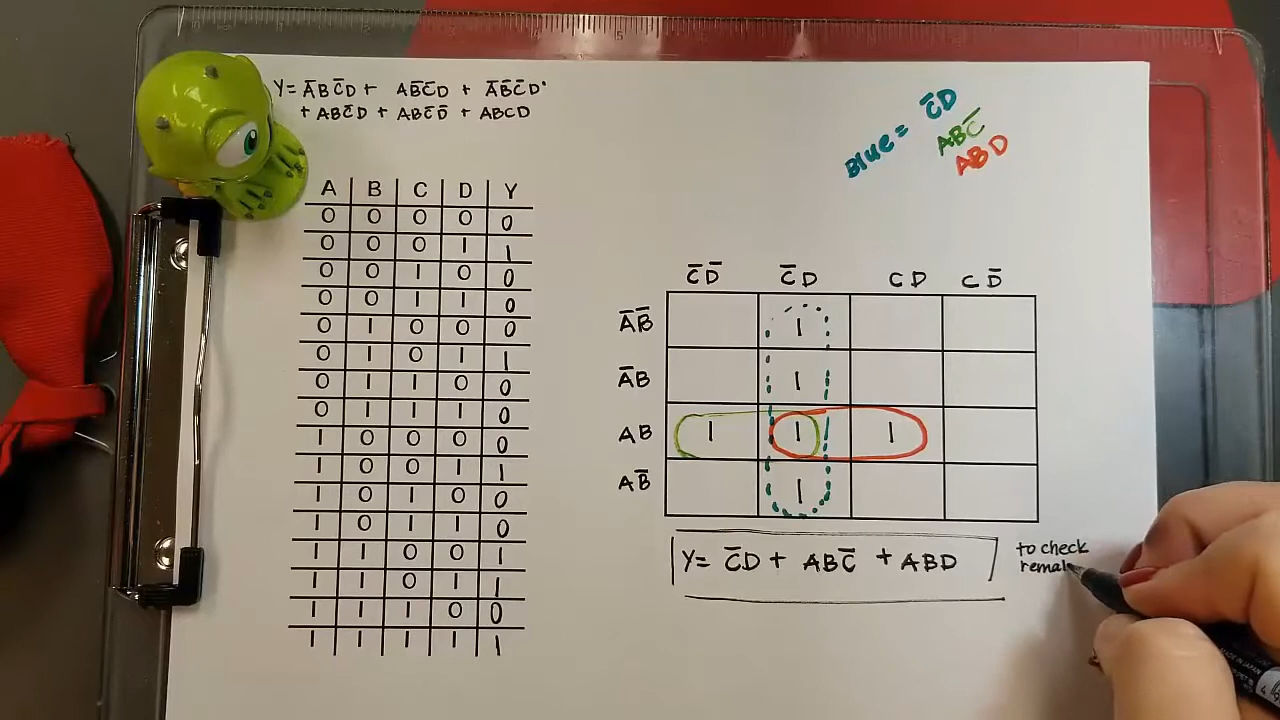 Y = A̅BC̅D + AB̅C̅D + A̅B̅C̅D
+ ABC̅D + ABC̅D̅ + ABCD
Blue = C̅D
ABC̅
ABD
A B C D Y
0 0 0 0 0
0 0 0 1 1
0 0 1 0 0
0 0 1 1 0
0 1 0 0 0
0 1 0 1 1
0 1 1 0 0
0 1 1 1 0
1 0 0 0 0
1 0 0 1 1
1 0 1 0 0
1 0 1 1 0
1 1 0 0 1
1 1 0 1 1
1 1 1 0 0
1 1 1 1 1
C̅D̅ C̅D CD CD̅
A̅B̅ 1
A̅B 1
AB 1 1 1
AB̅ 1
Y = C̅D + ABC̅ + ABD
to check
MADE IN JAPAN